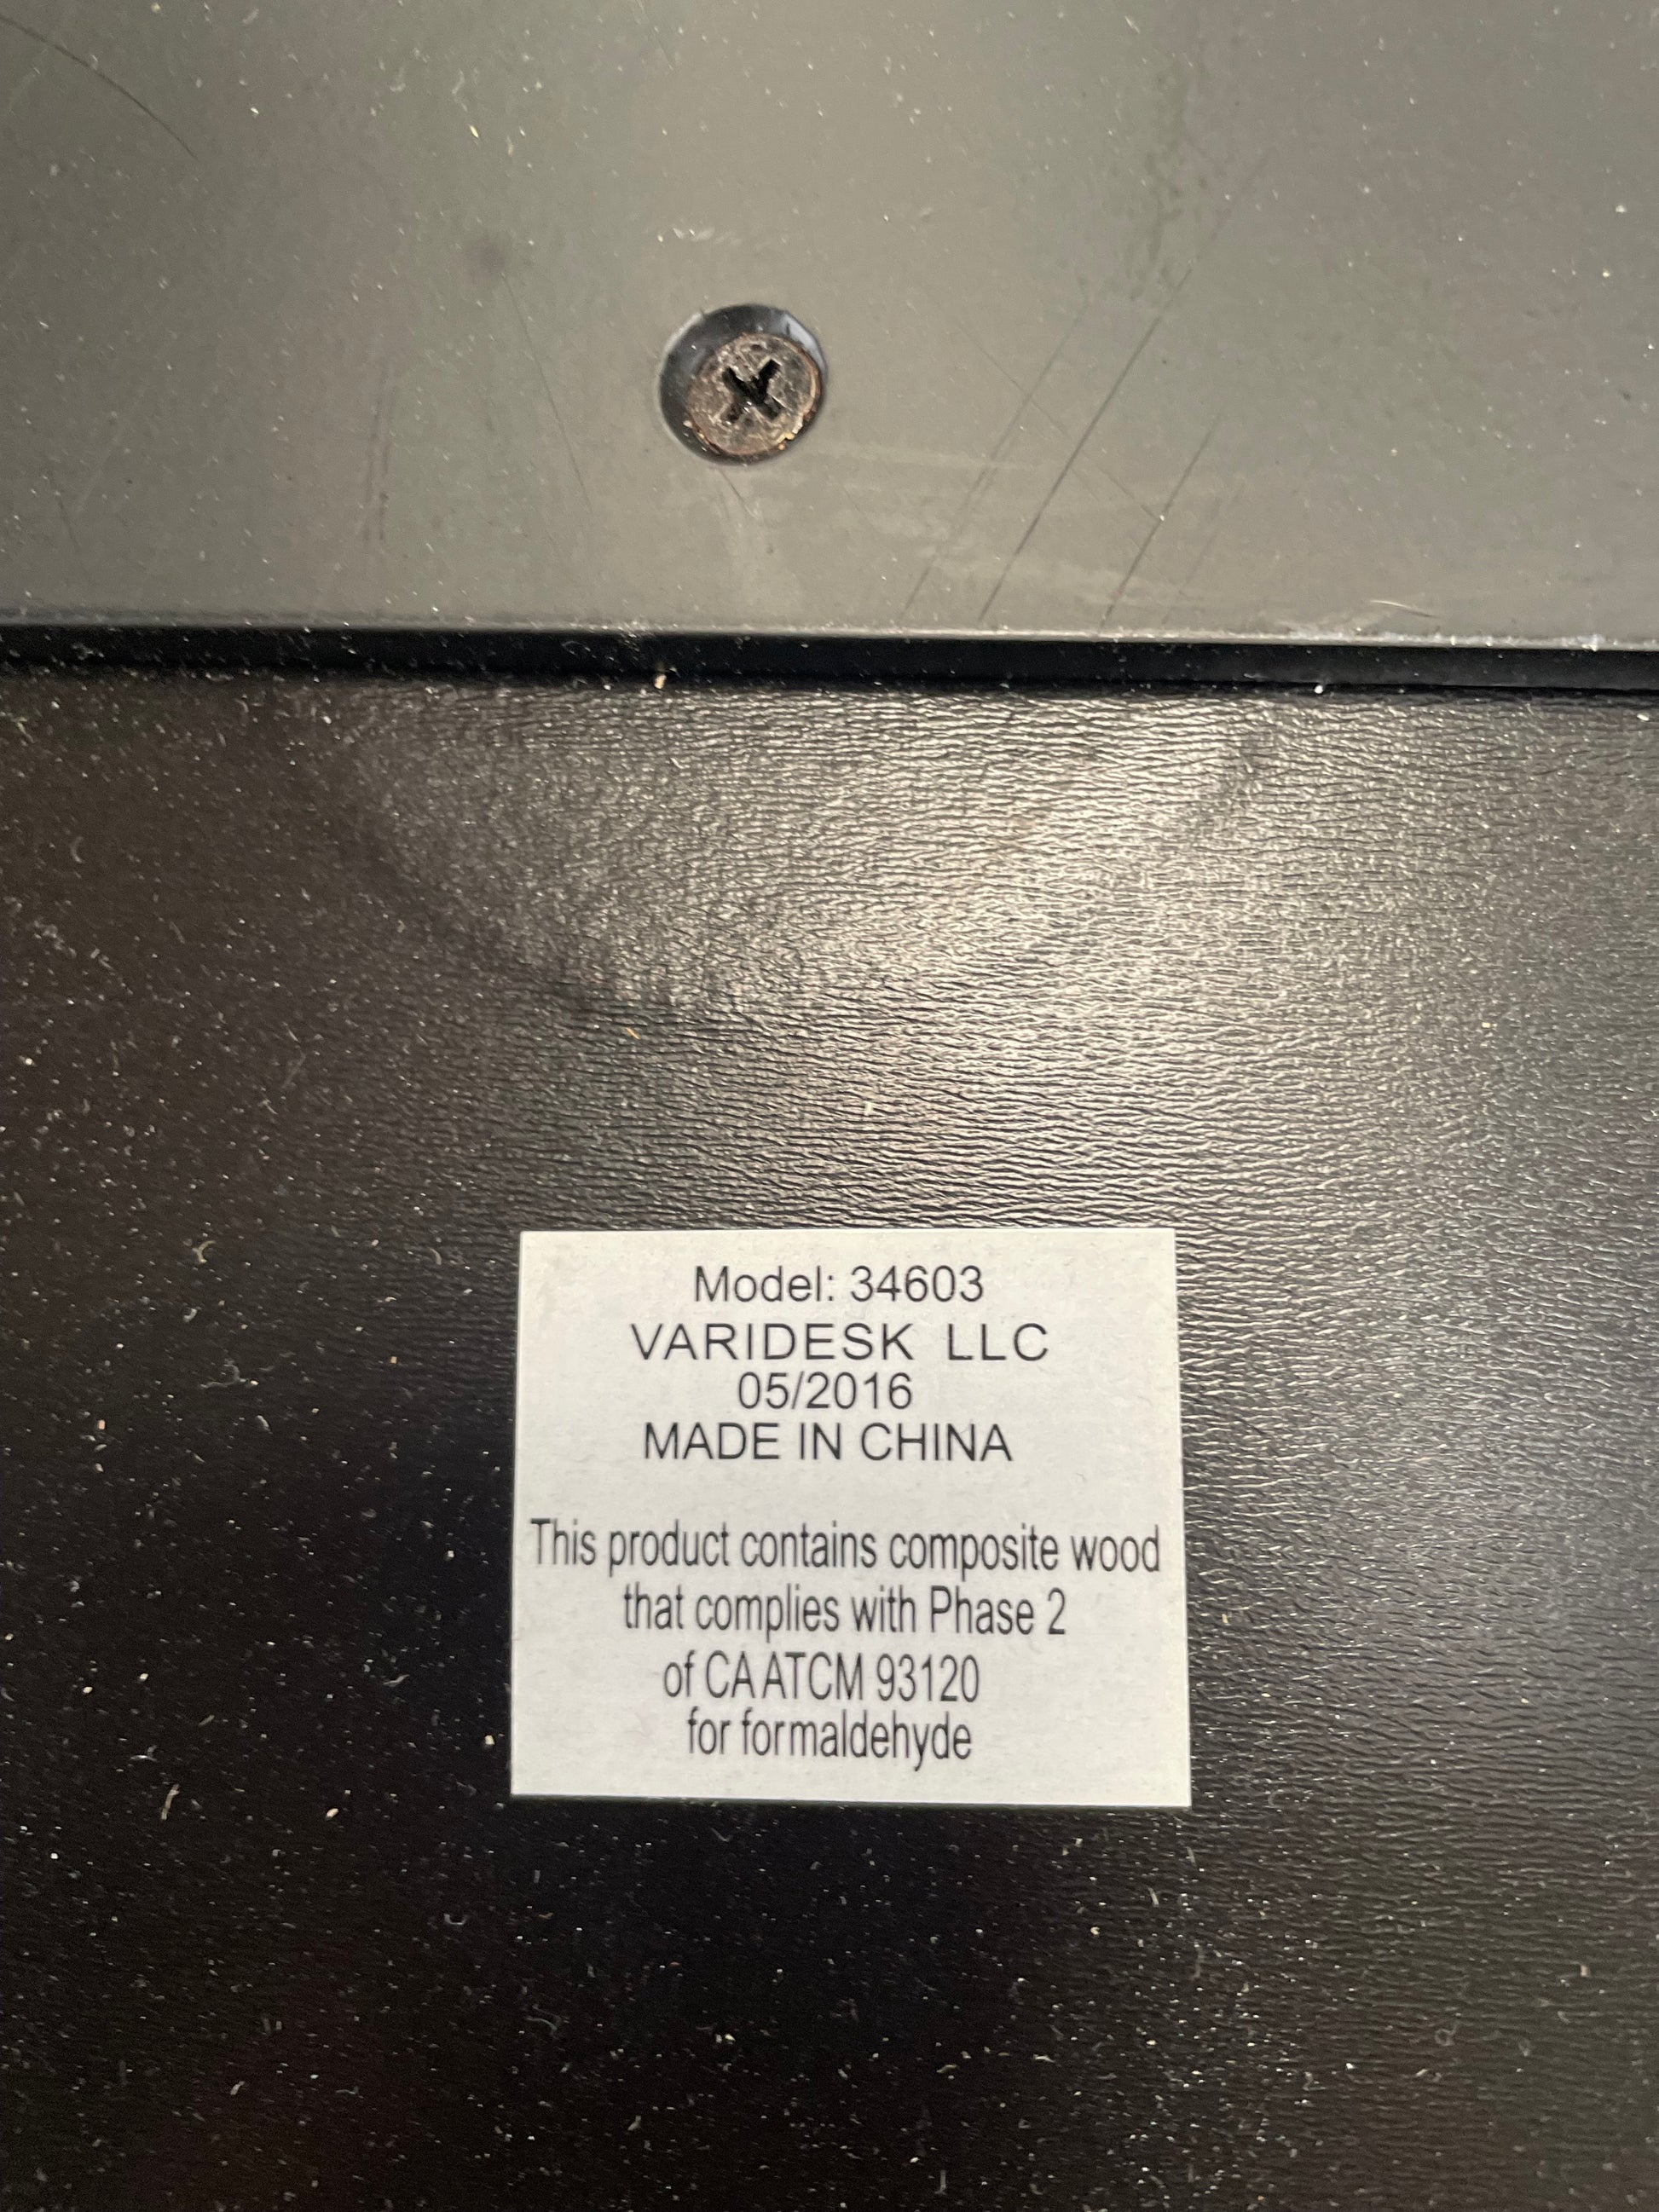 Model: 34603
VARIDESK LLC
05/2016
MADE IN CHINA
This product contains composite wood
that complies with Phase 2
of CA ATCM 93120
for formaldehyde